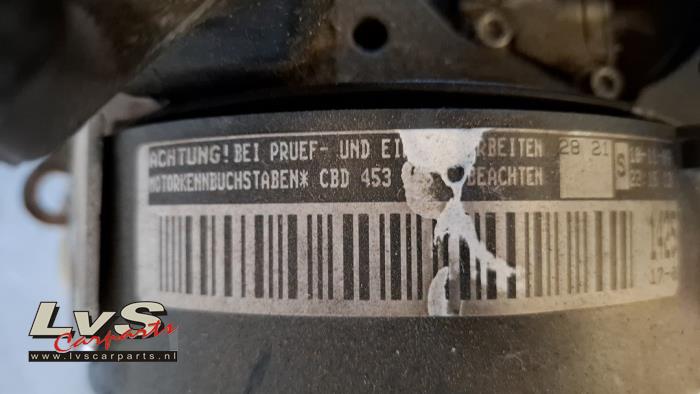 ACHTUNG! BEI PRUEF- UND EI RBEITEN 28 21
MOTORKENNBUCHSTABEN* CBD 453 BEACHTEN S
LvS
Carparts
www.lvscarparts.nl